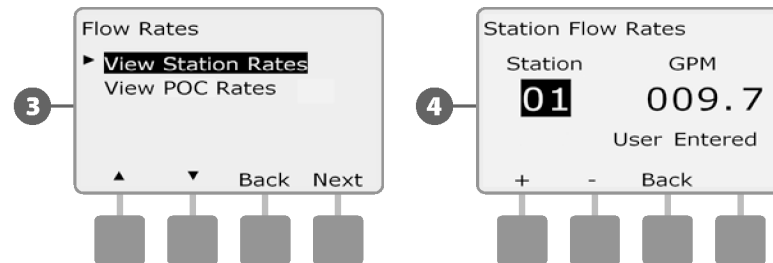 3
Flow Rates
► View Station Rates
View POC Rates
▲ ▼ Back Next
4
Station Flow Rates
Station GPM
01 009.7
User Entered
+ - Back